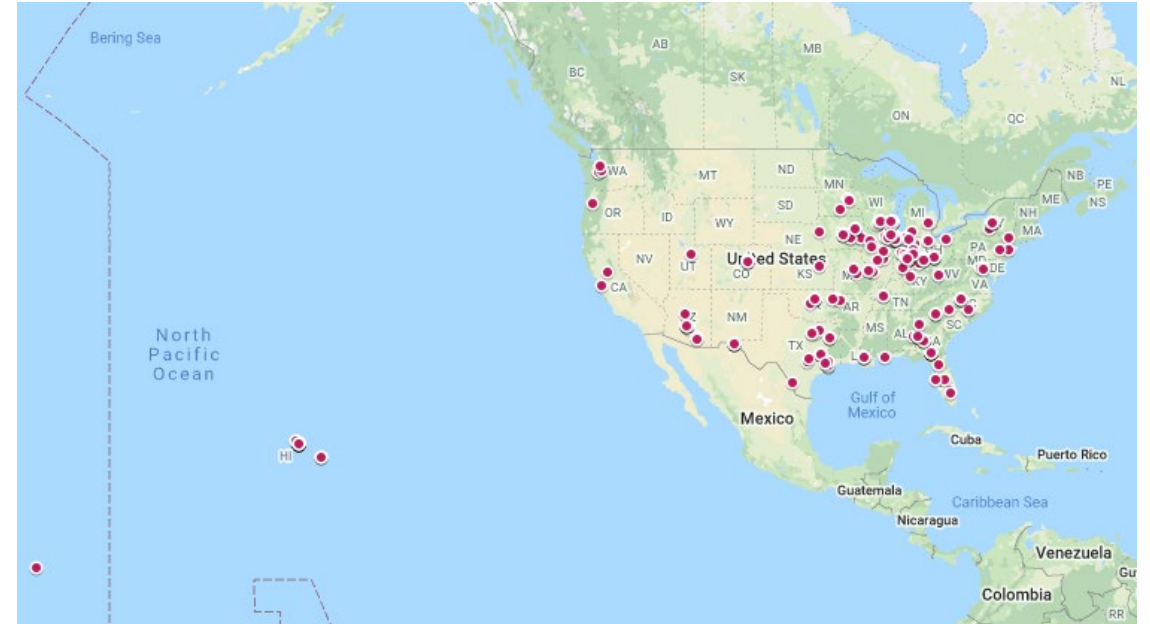 Bering Sea
AB
MB
BC
SK
NL
ON
QC
WA
MT
ND
MN
NB
PE
ME
NS
OR
ID
SD
WI
MI
NH
WY
MA
NE
PA
NV
UT
United States
CO
KS
WV
DE
VA
KY
CA
NM
AR
TN
SC
MS
AL
TX
North
Pacific
Ocean
Gulf of
Mexico
Mexico
HI
Cuba
Puerto Rico
Guatemala
Caribbean Sea
Nicaragua
Venezuela
Colombia
RR